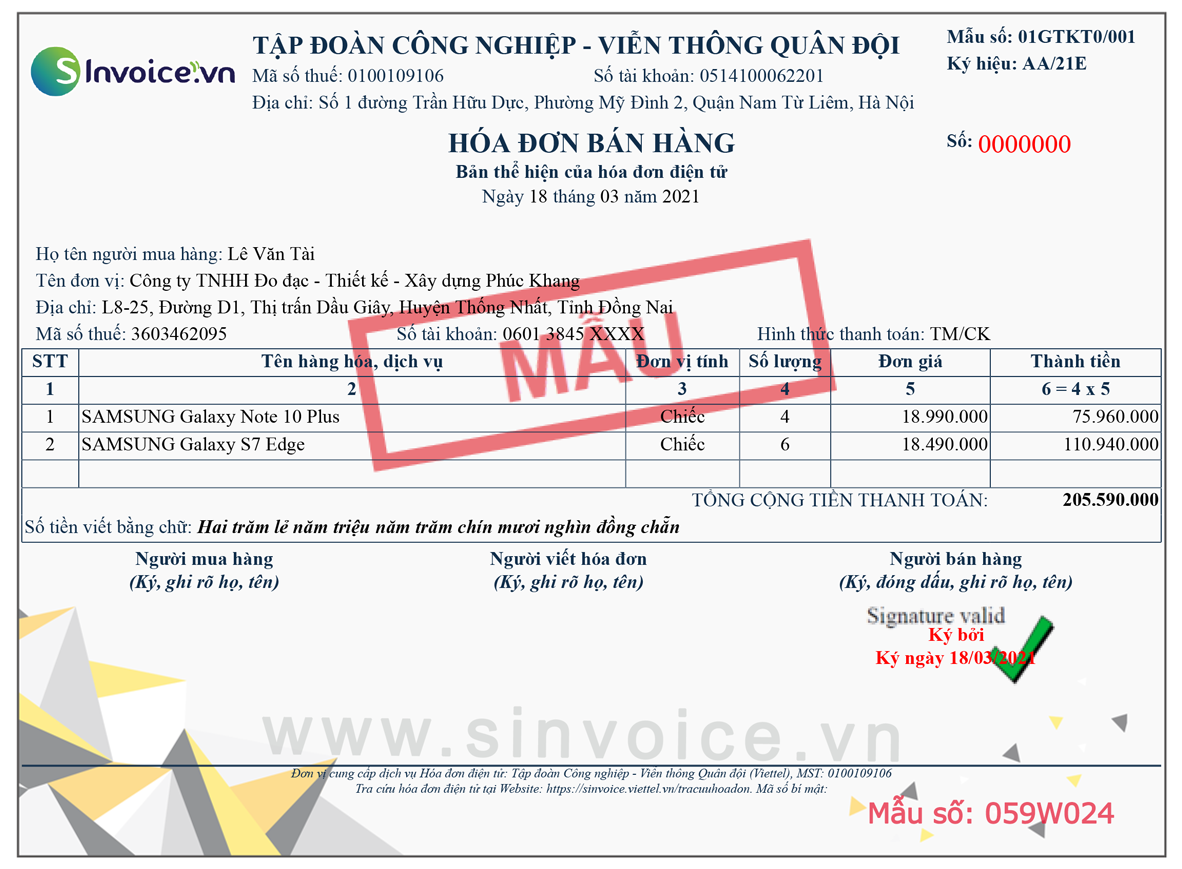 SInvoice.vn
TẬP ĐOÀN CÔNG NGHIỆP - VIỄN THÔNG QUÂN ĐỘI
Mã số thuế: 0100109106 Số tài khoản: 0514100062201
Địa chỉ: Số 1 đường Trần Hữu Dực, Phường Mỹ Đình 2, Quận Nam Từ Liêm, Hà Nội
Mẫu số: 01GTKT0/001
Ký hiệu: AA/21E
HÓA ĐƠN BÁN HÀNG
Số: 0000000
Bản thể hiện của hóa đơn điện tử
Ngày 18 tháng 03 năm 2021
Họ tên người mua hàng: Lê Văn Tài
Tên đơn vị: Công ty TNHH Đo đạc - Thiết kế - Xây dựng Phúc Khang
Địa chỉ: L8-25, Đường D1, Thị trấn Dầu Giây, Huyện Thống Nhất, Tỉnh Đồng Nai
Mã số thuế: 3603462095 Số tài khoản: 0601 3845 XXXX Hình thức thanh toán: TM/CK
MẪU
STT Tên hàng hóa, dịch vụ Đơn vị tính Số lượng Đơn giá Thành tiền
1 2 3 4 5 6 = 4 x 5
1 SAMSUNG Galaxy Note 10 Plus Chiếc 4 18.990.000 75.960.000
2 SAMSUNG Galaxy S7 Edge Chiếc 6 18.490.000 110.940.000
TỔNG CỘNG TIỀN THANH TOÁN: 205.590.000
Số tiền viết bằng chữ: Hai trăm lẻ năm triệu năm trăm chín mươi nghìn đồng chẵn
Người mua hàng Người viết hóa đơn Người bán hàng
(Ký, ghi rõ họ, tên) (Ký, ghi rõ họ, tên) (Ký, đóng dấu, ghi rõ họ, tên)
Signature valid
Ký bởi
Ký ngày 18/03/2021
www.sinvoice.vn
Đơn vị cung cấp dịch vụ Hóa đơn điện tử: Tập đoàn Công nghiệp - Viễn thông Quân đội (Viettel), MST: 0100109106
Tra cứu hóa đơn điện tử tại Website: https://sinvoice.viettel.vn/tracuuhoadon. Mã số bí mật:
Mẫu số: 059W024